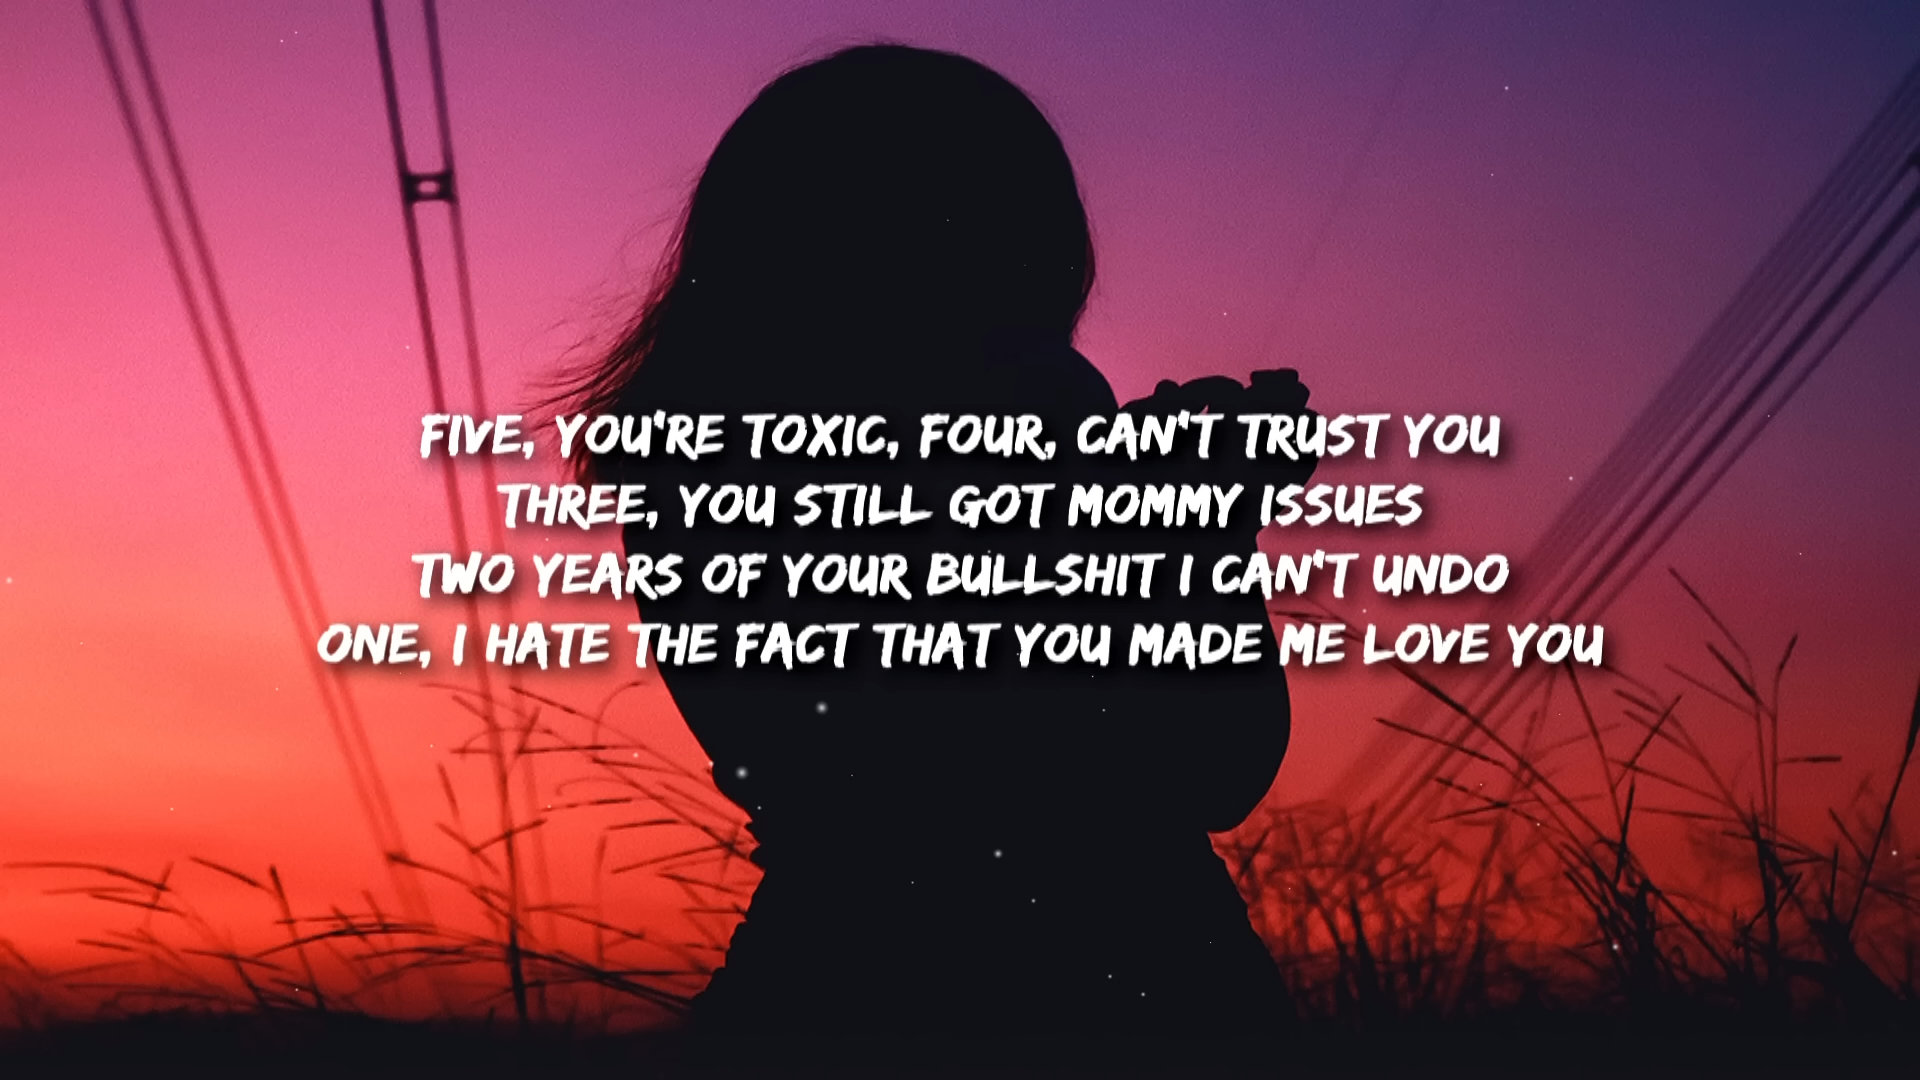 FIVE, YOU'RE TOXIC, FOUR, CAN'T TRUST YOU
THREE, YOU STILL GOT MOMMY ISSUES
TWO YEARS OF YOUR BULLSHIT I CAN'T UNDO
ONE, I HATE THE FACT THAT YOU MADE ME LOVE YOU